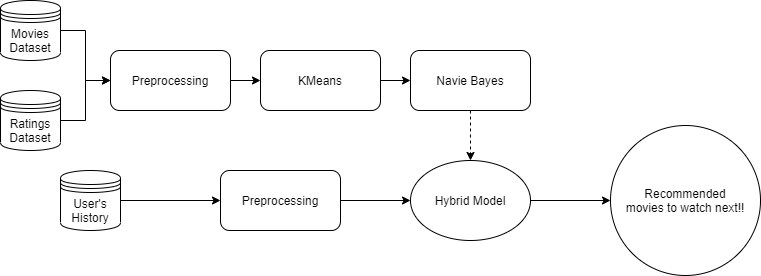 Movies
Dataset
Preprocessing
KMeans
Navie Bayes
Ratings
Dataset
User's
History
Preprocessing
Hybrid Model
Recommended
movies to watch next!!